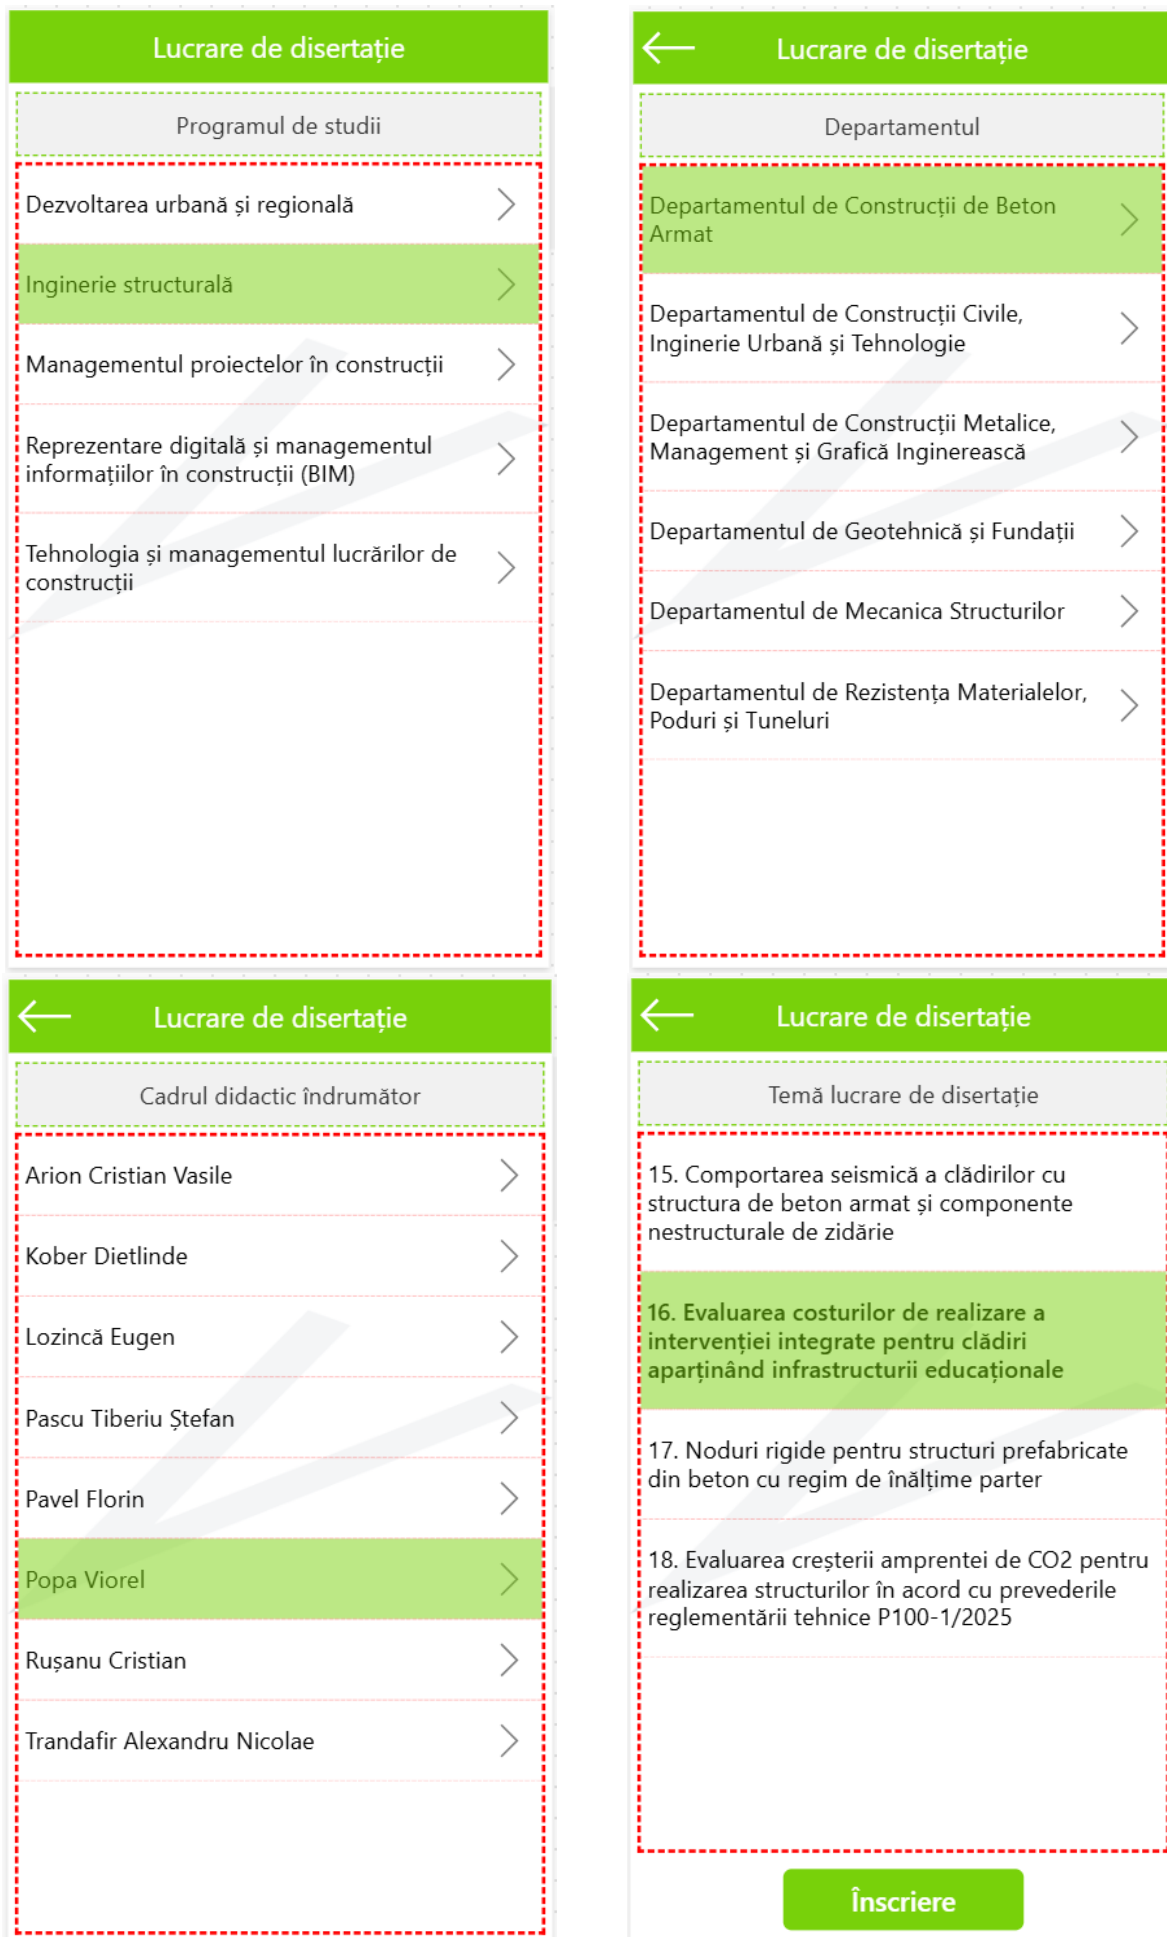 Lucrare de disertație
Programul de studii
Dezvoltarea urbană și regională
Inginerie structurală
Managementul proiectelor în construcții
Reprezentare digitală și managementul
informațiilor în construcții (BIM)
Tehnologia și managementul lucrărilor de
construcții
Lucrare de disertație
Departamentul
Departamentul de Construcții de Beton
Armat
Departamentul de Construcții Civile,
Inginerie Urbană și Tehnologie
Departamentul de Construcții Metalice,
Management și Grafică Inginerească
Departamentul de Geotehnică și Fundații
Departamentul de Mecanica Structurilor
Departamentul de Rezistența Materialelor,
Poduri și Tuneluri
Lucrare de disertație
Cadrul didactic îndrumător
Arion Cristian Vasile
Kober Dietlinde
Lozincă Eugen
Pascu Tiberiu Ștefan
Pavel Florin
Popa Viorel
Rușanu Cristian
Trandafir Alexandru Nicolae
Lucrare de disertație
Temă lucrare de disertație
15. Comportarea seismică a clădirilor cu
structura de beton armat și componente
nestructurale de zidărie
16. Evaluarea costurilor de realizare a
intervenției integrate pentru clădiri
aparținând infrastructurii educaționale
17. Noduri rigide pentru structuri prefabricate
din beton cu regim de înălțime parter
18. Evaluarea creșterii amprentei de CO2 pentru
realizarea structurilor în acord cu prevederile
reglementării tehnice P100-1/2025
Înscriere